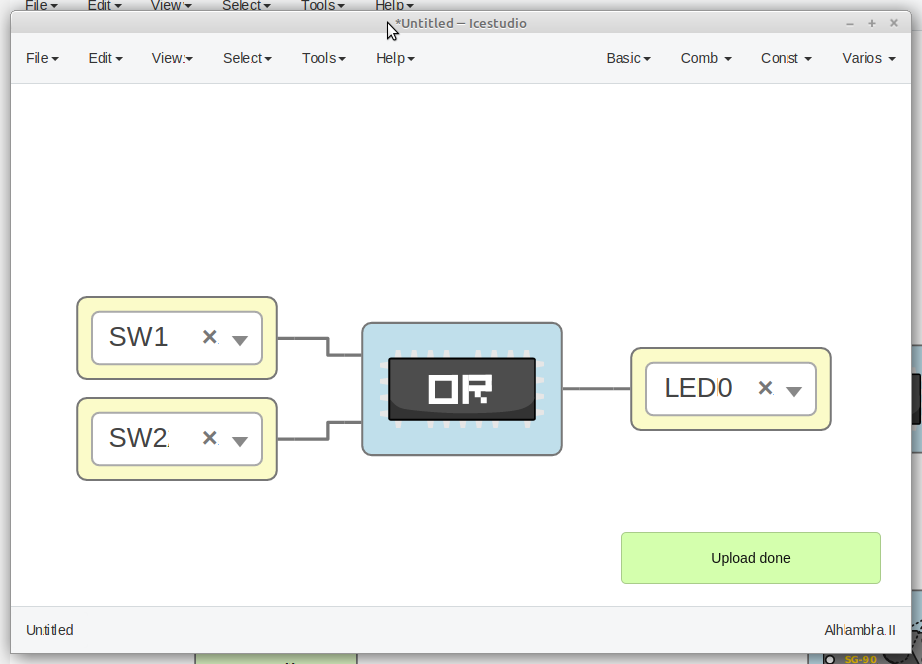 File Edit View Select Tools Help
*Untitled – Icestudio
File Edit View Select Tools Help Basic Comb Const Varios
SW1
OR
LED0
SW2
Upload done
Untitled Alhambra II
SG-90